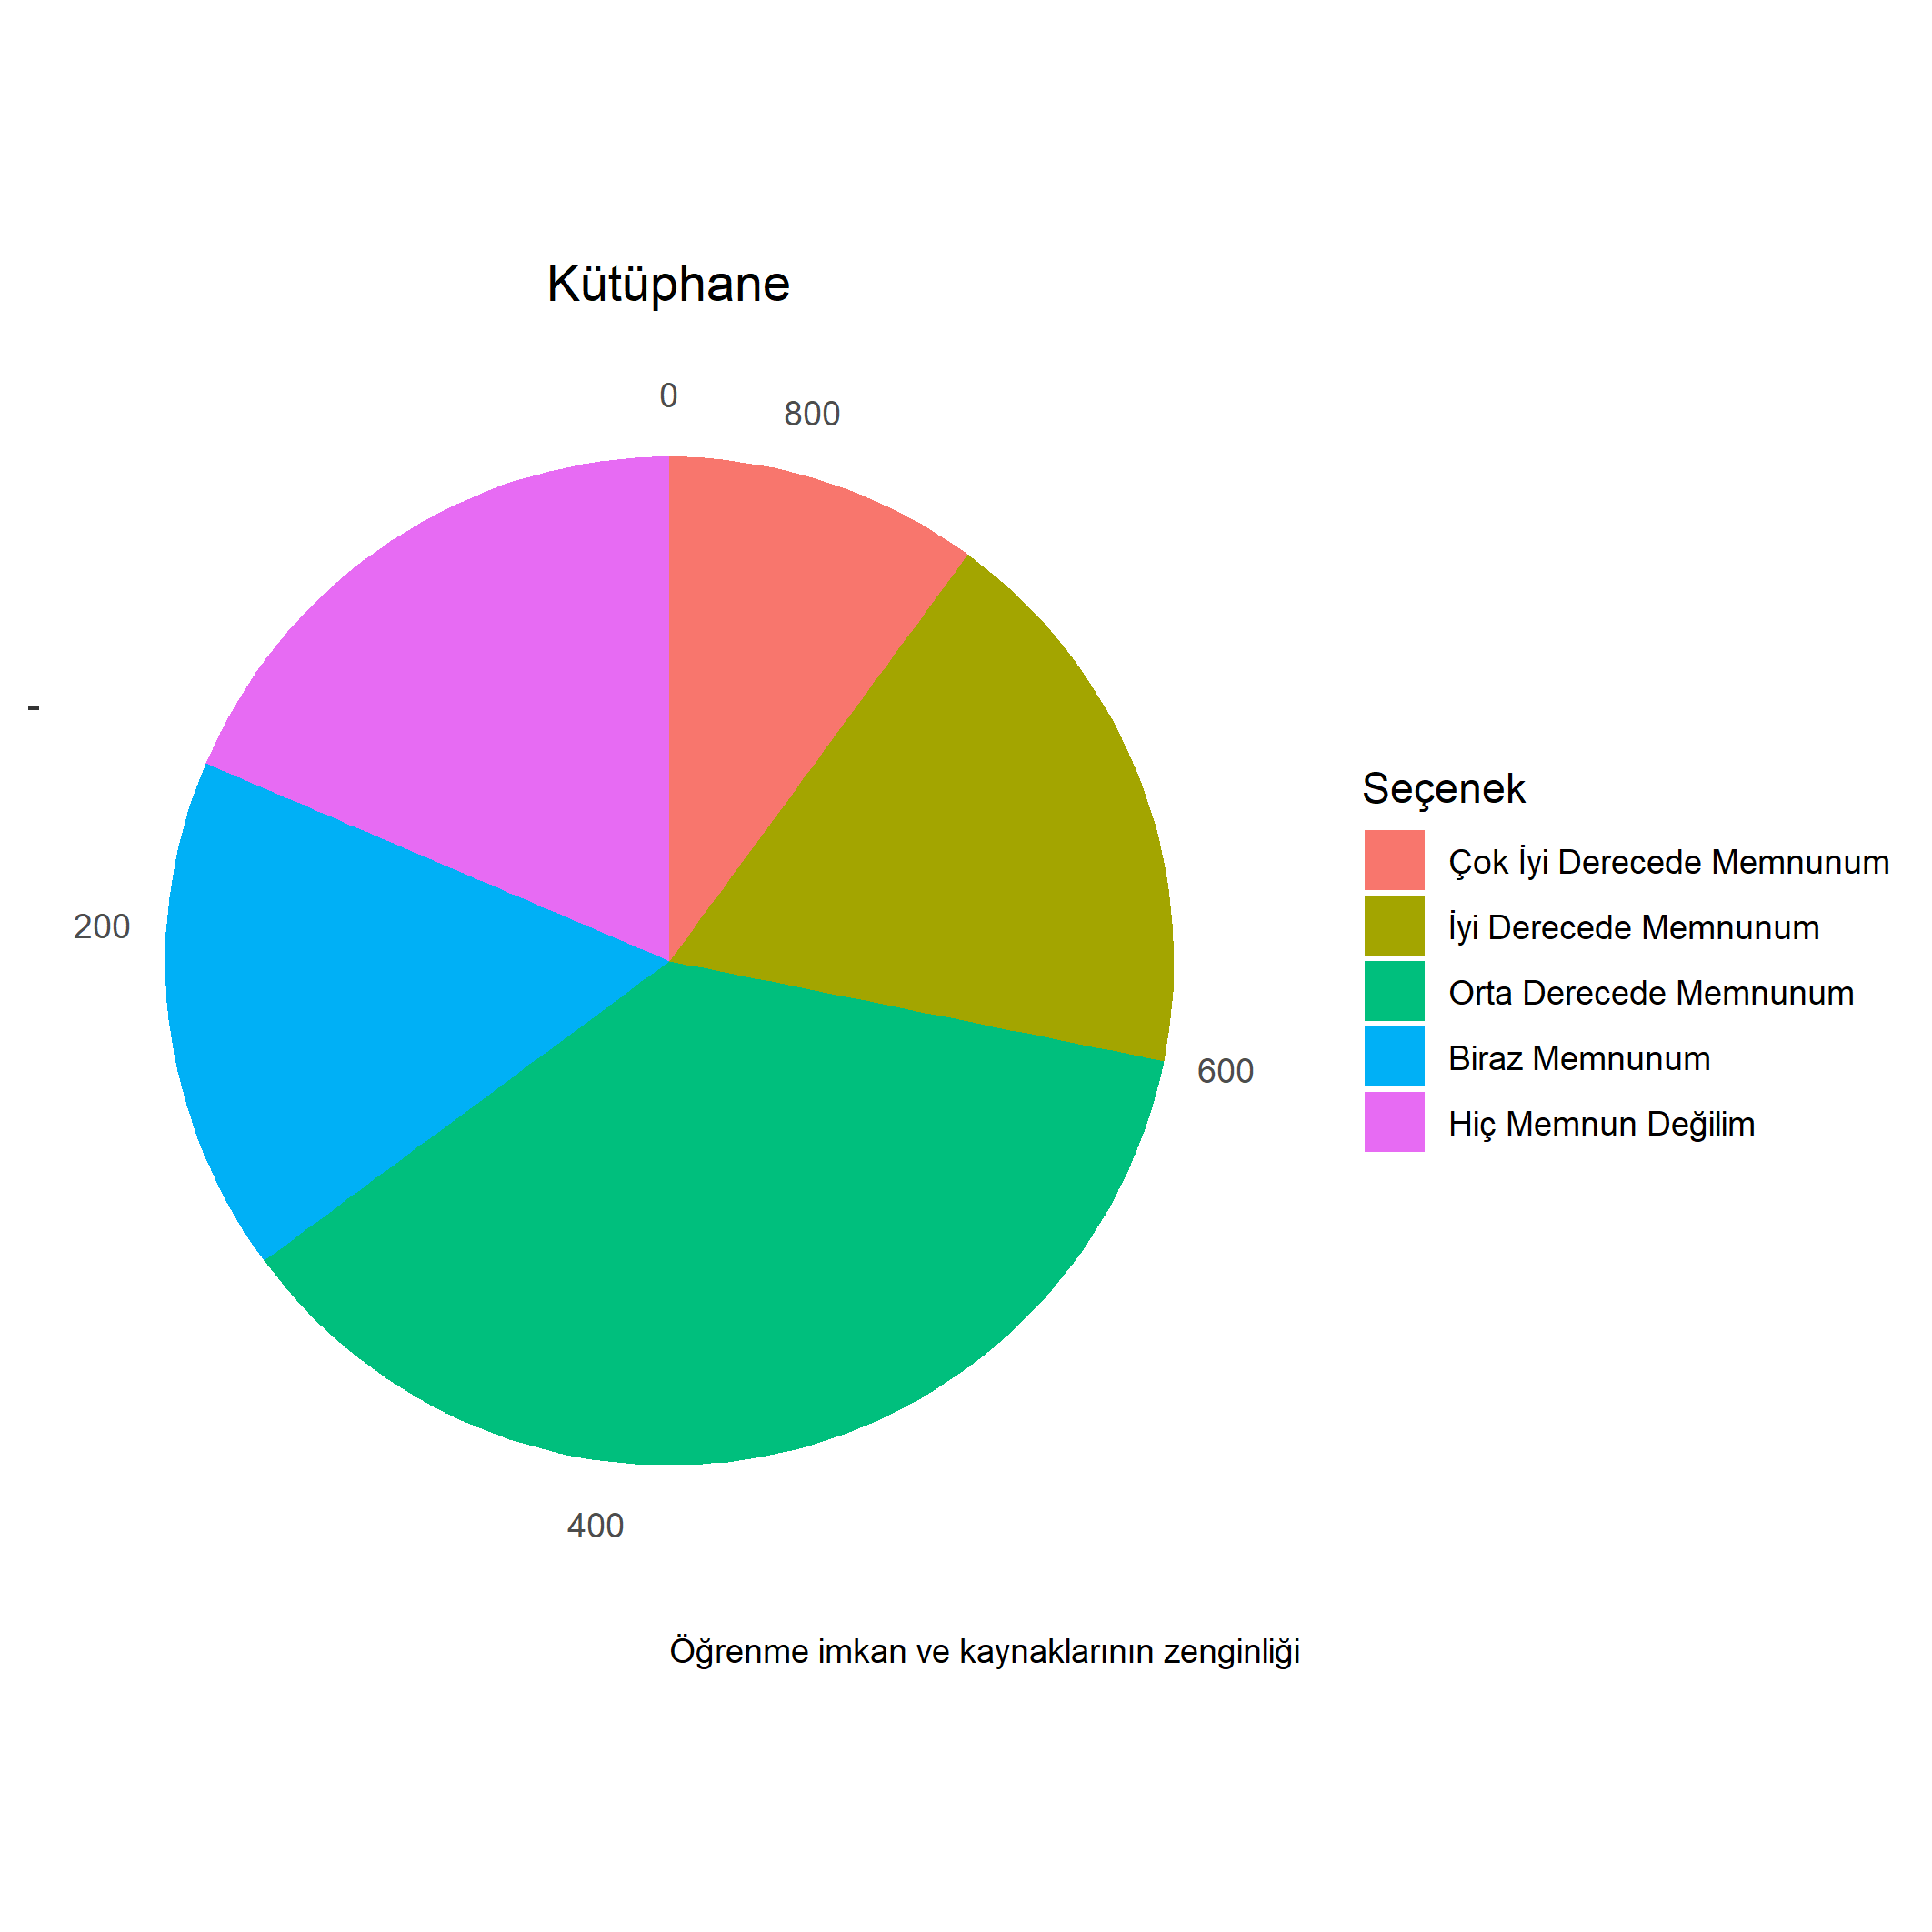 Kütüphane
0
800
-
200
600
400
Seçenek
Çok İyi Derecede Memnunum
İyi Derecede Memnunum
Orta Derecede Memnunum
Biraz Memnunum
Hiç Memnun Değilim
Öğrenme imkan ve kaynaklarının zenginliği